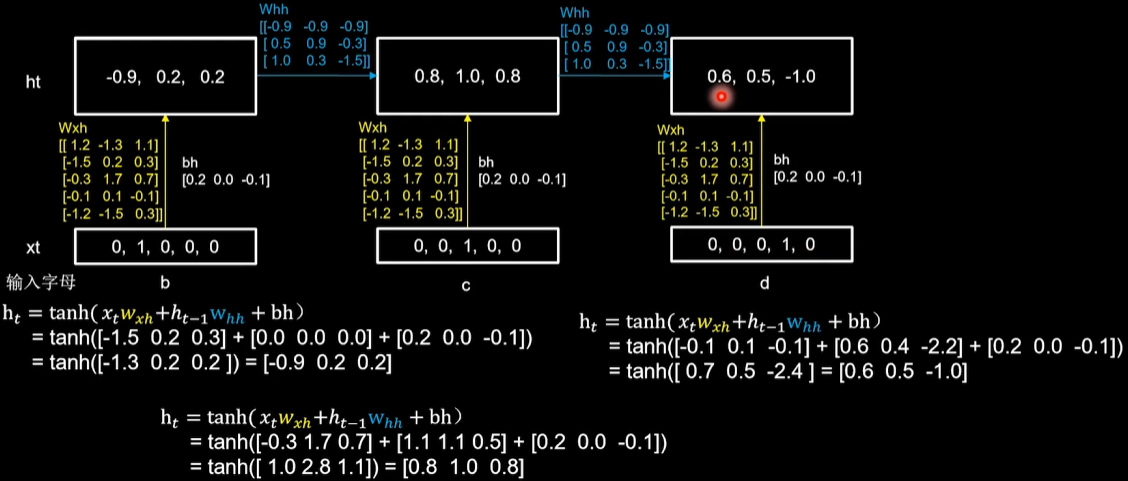 Whh
[[-0.9 -0.9 -0.9]
[ 0.5 0.9 -0.3]
[ 1.0 0.3 -1.5]]
Whh
[[-0.9 -0.9 -0.9]
[ 0.5 0.9 -0.3]
[ 1.0 0.3 -1.5]]
ht
-0.9, 0.2, 0.2
0.8, 1.0, 0.8
0.6, 0.5, -1.0
Wxh
[[ 1.2 -1.3 1.1]
[-1.5 0.2 0.3]
[-0.3 1.7 0.7]
[-0.1 0.1 -0.1]
[-1.2 -1.5 0.3]]
bh
[0.2 0.0 -0.1]
Wxh
[[ 1.2 -1.3 1.1]
[-1.5 0.2 0.3]
[-0.3 1.7 0.7]
[-0.1 0.1 -0.1]
[-1.2 -1.5 0.3]]
bh
[0.2 0.0 -0.1]
Wxh
[[ 1.2 -1.3 1.1]
[-1.5 0.2 0.3]
[-0.3 1.7 0.7]
[-0.1 0.1 -0.1]
[-1.2 -1.5 0.3]]
bh
[0.2 0.0 -0.1]
xt
0, 1, 0, 0, 0
0, 0, 1, 0, 0
0, 0, 0, 1, 0
输入字母
b
c
d
h_t = tanh(x_t w_xh+h_{t-1} w_hh + bh)
= tanh([-1.5 0.2 0.3] + [0.0 0.0 0.0] + [0.2 0.0 -0.1])
= tanh([-1.3 0.2 0.2 ]) = [-0.9 0.2 0.2]
h_t = tanh(x_t w_xh+h_{t-1} w_hh + bh)
= tanh([-0.1 0.1 -0.1] + [0.6 0.4 -2.2] + [0.2 0.0 -0.1])
= tanh([ 0.7 0.5 -2.4 ] = [0.6 0.5 -1.0]
h_t = tanh(x_t w_xh+h_{t-1} w_hh + bh)
= tanh([-0.3 1.7 0.7] + [1.1 1.1 0.5] + [0.2 0.0 -0.1])
= tanh([ 1.0 2.8 1.1]) = [0.8 1.0 0.8]